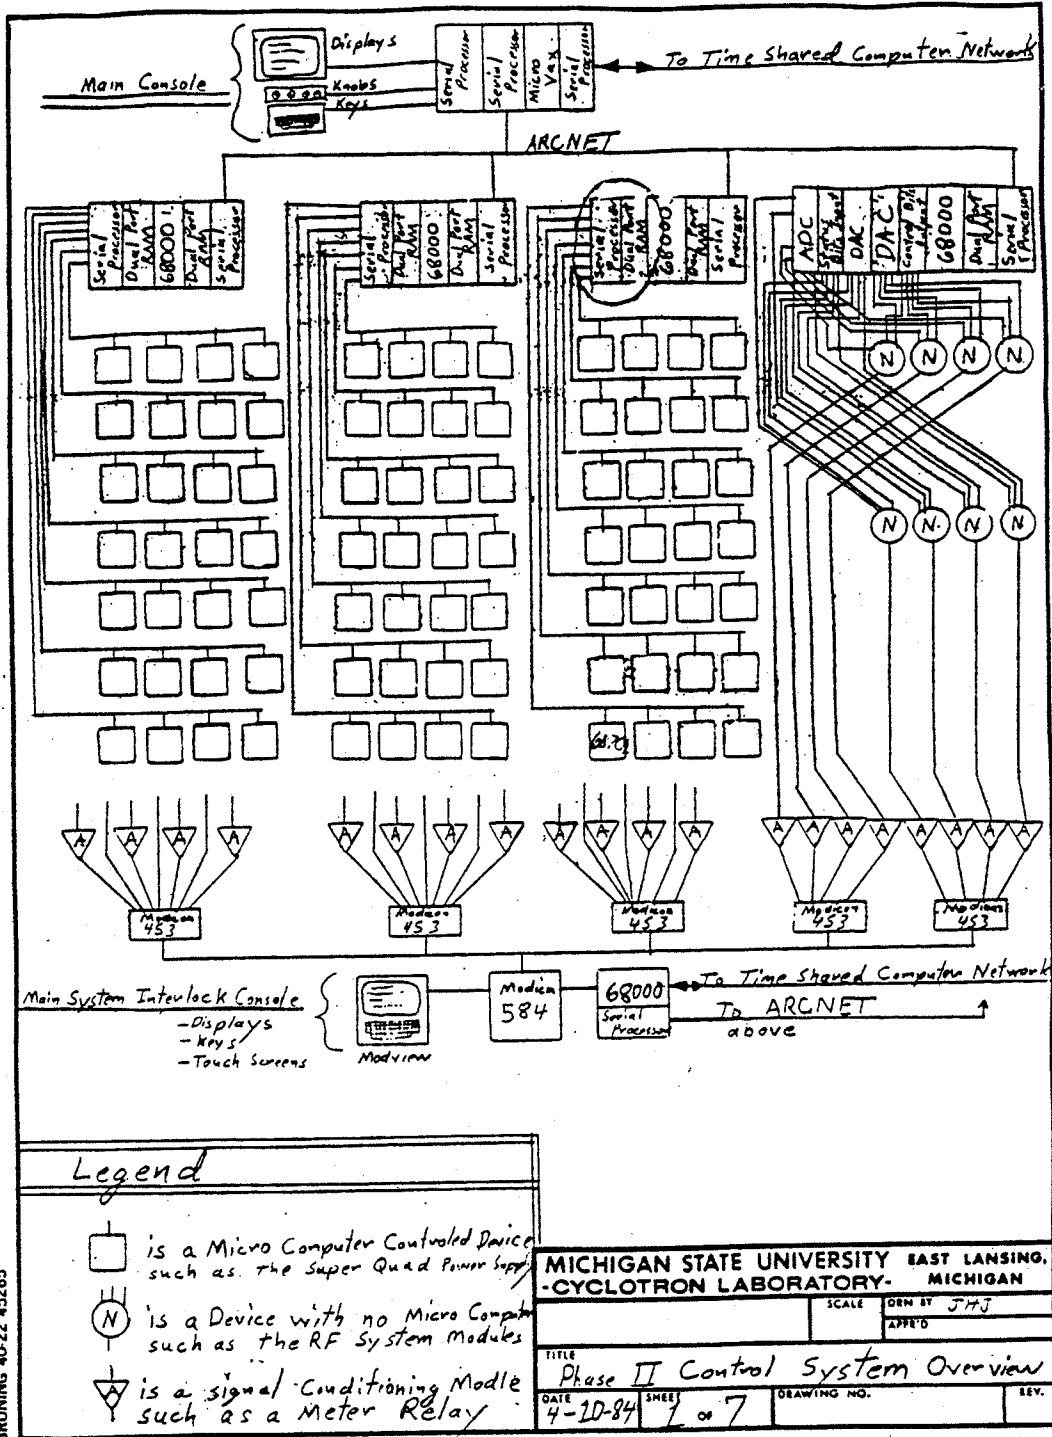 Main Console
Displays
Knobs
Keys
Serial Processor
Serial Processor
Micro Vax
Serial Processor
To Time Shared Computer Network
ARCNET
Serial Processor
Dual Port RAM
68000
Dual Port RAM
Serial Processor
Serial Processor
Dual Port RAM
68000
Dual Port RAM
Serial Processor
Serial Processor
Dual Port RAM
68000
Dual Port RAM
Serial Processor
ADC
Status
DAC
DAC
Control
68000
Dual Port RAM
Serial Processor
N N N N
N N N N
A A A A
A A A A
A A A A
A A A A A A A A
Modicon 453
Modicon 453
Modicon 453
Modicon 453
Modicon 453
Main System Interlock Console
-Displays
-Keys
-Touch Screens
Modview
Modicn 584
68000
Serial Processor
To Time Shared Computer Network
To ARCNET
above
Legend
is a Micro Computer Controled Device
such as the Super Quad Power Supply
N
is a Device with no Micro Computer
such as the RF System Modules
A
is a signal Conditioning Modle
such as a Meter Relay
MICHIGAN STATE UNIVERSITY EAST LANSING,
-CYCLOTRON LABORATORY- MICHIGAN
SCALE
DRN BY JHJ
APP'D
TITLE
Phase II Control System Overview
DATE 4-20-84
SHEET 1 OF 7
DRAWING NO.
REV.
BRUNING 40-22 45265